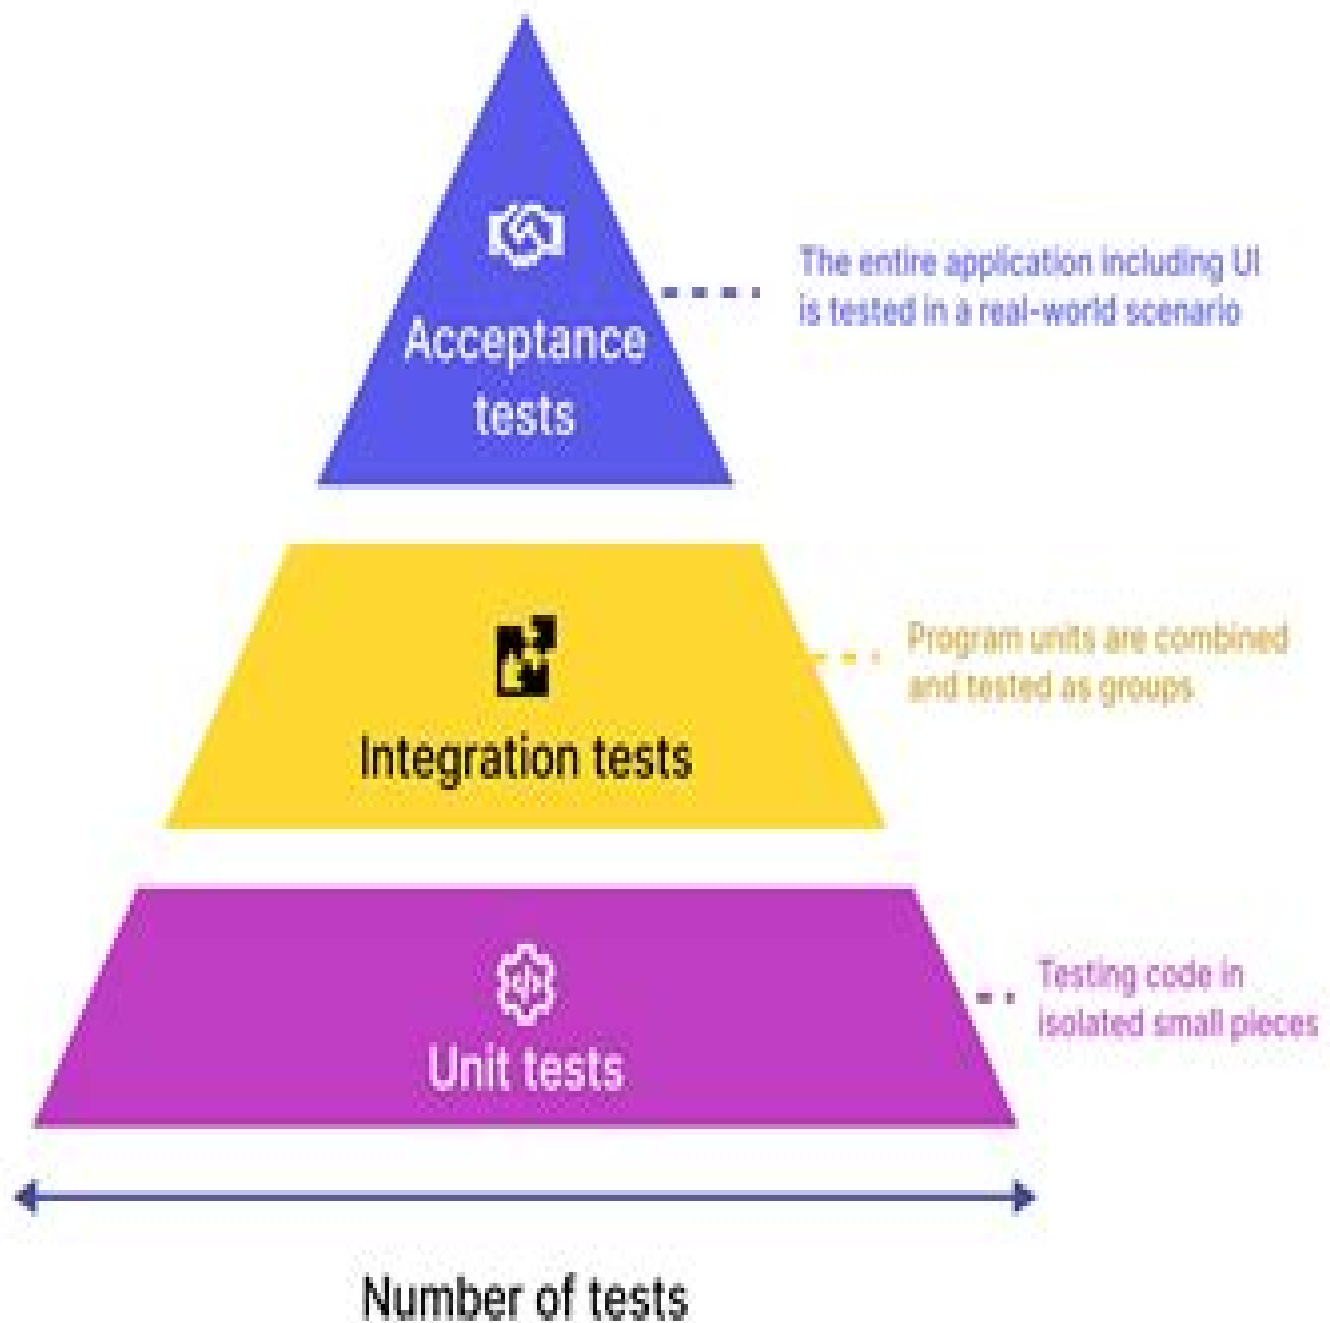 Acceptance
tests
The entire application including UI
is tested in a real-world scenario
Integration tests
Program units are combined
and tested as groups
Unit tests
Testing code in
isolated small pieces
Number of tests